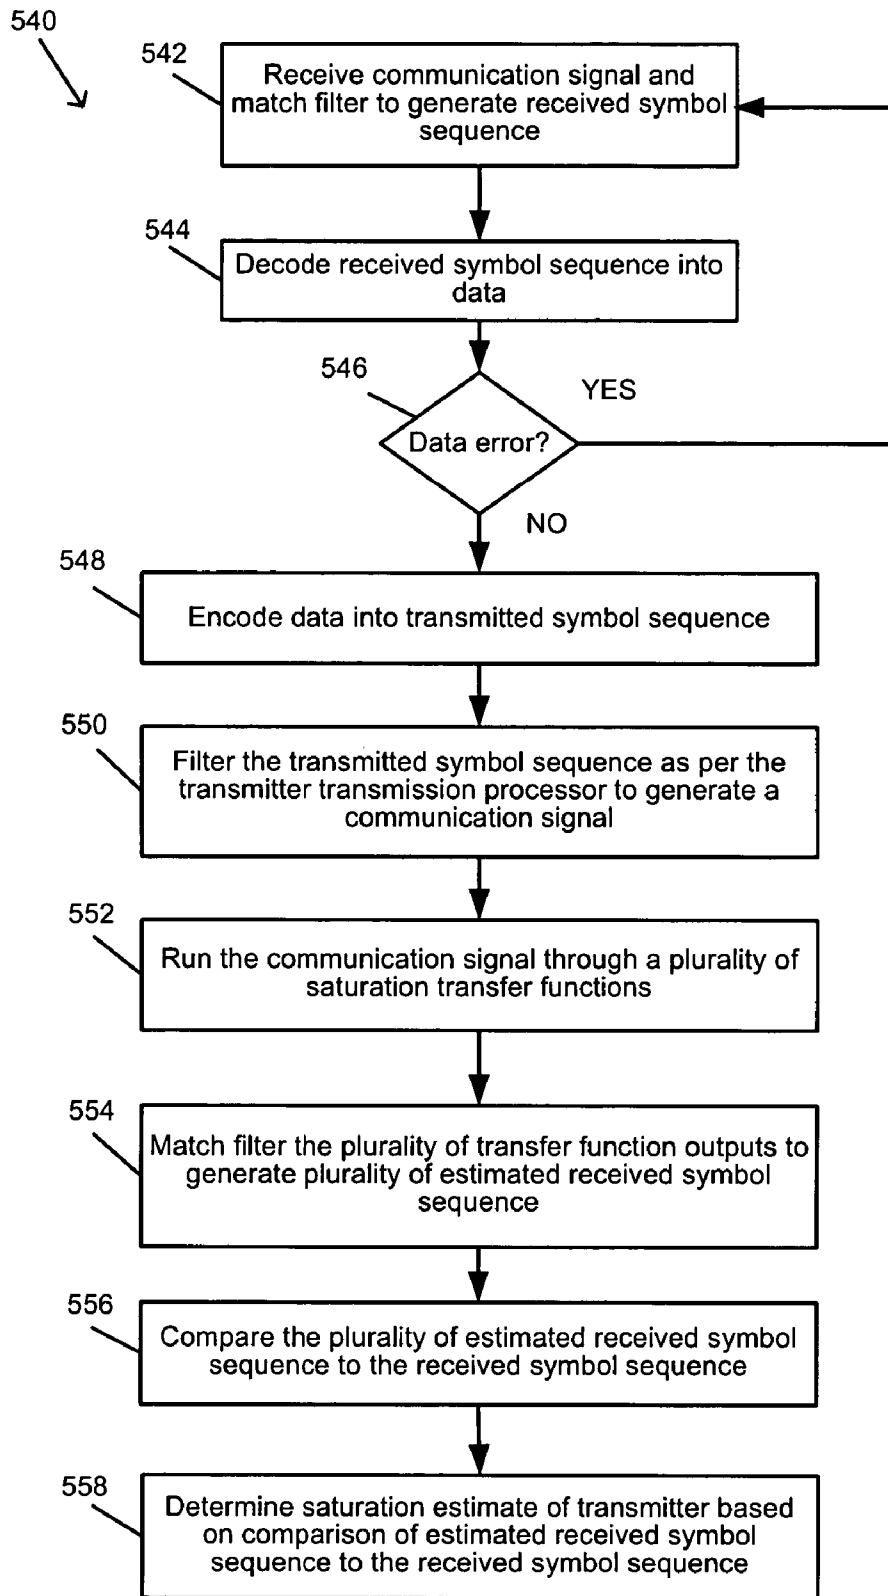 540
542
Receive communication signal and
match filter to generate received symbol
sequence
544
Decode received symbol sequence into
data
546
YES
Data error?
NO
548
Encode data into transmitted symbol sequence
550
Filter the transmitted symbol sequence as per the
transmitter transmission processor to generate a
communication signal
552
Run the communication signal through a plurality of
saturation transfer functions
554
Match filter the plurality of transfer function outputs to
generate plurality of estimated received symbol
sequence
556
Compare the plurality of estimated received symbol
sequence to the received symbol sequence
558
Determine saturation estimate of transmitter based
on comparison of estimated received symbol
sequence to the received symbol sequence